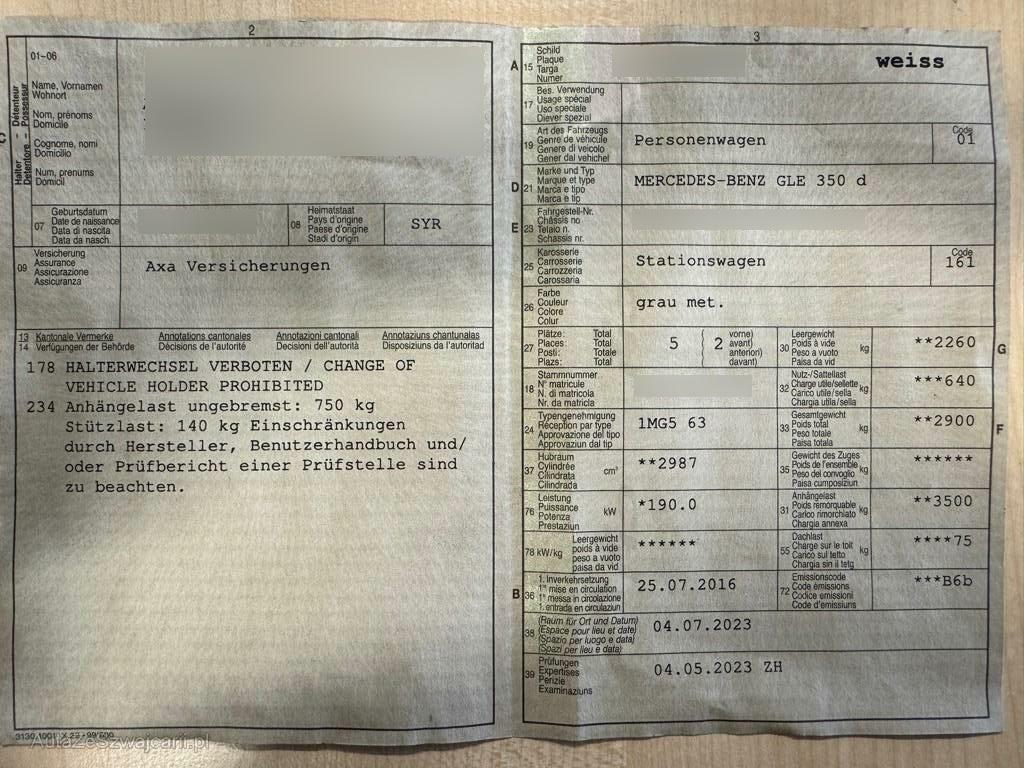 2
01-06
Halter – Détenteur
Detentore – Possessur
Name, Vornamen
Wohnort
Nom, prénoms
Domicile
Cognome, nomi
Domicilio
Num, prenums
Domicil
07
Geburtsdatum
Date de naissance
Data di nascita
Data da nasch.
08
Heimatstaat
Pays d'origine
Paese d'origine
Stadi d'origin
SYR
09
Versicherung
Assurance
Assicurazione
Assicuranza
Axa Versicherungen
13 Kantonale Vermerke Annotations cantonales Annotazioni cantonali Annotaziuns chantunalas
14 Verfügungen der Behörde Décisions de l'autorité Decisioni dell'autorità Disposiziuns da l'autoritad
178 HALTERWECHSEL VERBOTEN / CHANGE OF
VEHICLE HOLDER PROHIBITED
234 Anhängelast ungebremst: 750 kg
Stützlast: 140 kg Einschränkungen
durch Hersteller, Benutzerhandbuch und/
oder Prüfbericht einer Prüfstelle sind
zu beachten.
AutaZeSzwajcarii.pl
3
A
15
Schild
Plaque
Targa
Numer
weiss
17
Bes. Verwendung
Usage spécial
Uso speciale
Diever spezial
19
Art des Fahrzeugs
Genre de véhicule
Genere di veicolo
Gener dal vehichel
Personenwagen
Code
01
D
21
Marke und Typ
Marque et type
Marca e tipo
Marca e tip
MERCEDES-BENZ GLE 350 d
E
23
Fahrgestell-Nr.
Châssis no
Telaio n.
Schassis nr.
25
Karosserie
Carrosserie
Carrozzeria
Carossaria
Stationswagen
Code
161
26
Farbe
Couleur
Colore
Colur
grau met.
27
Plätze: Total
Places: Total
Posti: Totale
Plazs: Total
5
2
vorne)
avant)
anteriori)
davant)
30
Leergewicht
Poids à vide
Peso a vuoto
Paisa da vid
kg
**2260
G
18
Stammnummer
N° matricule
N. di matricola
Nr. da matricla
32
Nutz-/Sattellast
Charge utile/sellette
Carico utile/sella
Chargia utila/sella
kg
***640
24
Typengenehmigung
Réception par type
Approvazione del tipo
Approvaziun dal tip
1MG5 63
33
Gesamtgewicht
Poids total
Peso totale
Paisa totala
kg
**2900
F
37
Hubraum
Cylindrée
Cilindrata
Cilindrada
cm³
**2987
35
Gewicht des Zuges
Poids de l'ensemble
Peso del convoglio
Paisa cumposiziun
kg
******
76
Leistung
Puissance
Potenza
Prestaziun
kW
*190.0
31
Anhängelast
Poids remorquable
Carico rimorchiato
Chargia annexa
kg
**3500
78 kW/kg
Leergewicht
poids à vide
peso a vuoto
paisa da vid
******
55
Dachlast
Charge sur le toit
Carico sul tetto
Chargia sin il tetg
kg
****75
B
36
1. Inverkehrsetzung
1re mise en circulation
1a messa in circolazione
1. entrada en circulaziun
25.07.2016
72
Emissionscode
Code émissions
Codice emissioni
Code d'emissiuns
***B6b
38
(Raum für Ort und Datum)
(Espace pour lieu et date)
(Spazio per luogo e data)
(Spazi per lieu e data)
04.07.2023
39
Prüfungen
Expertises
Perizie
Examinaziuns
04.05.2023 ZH